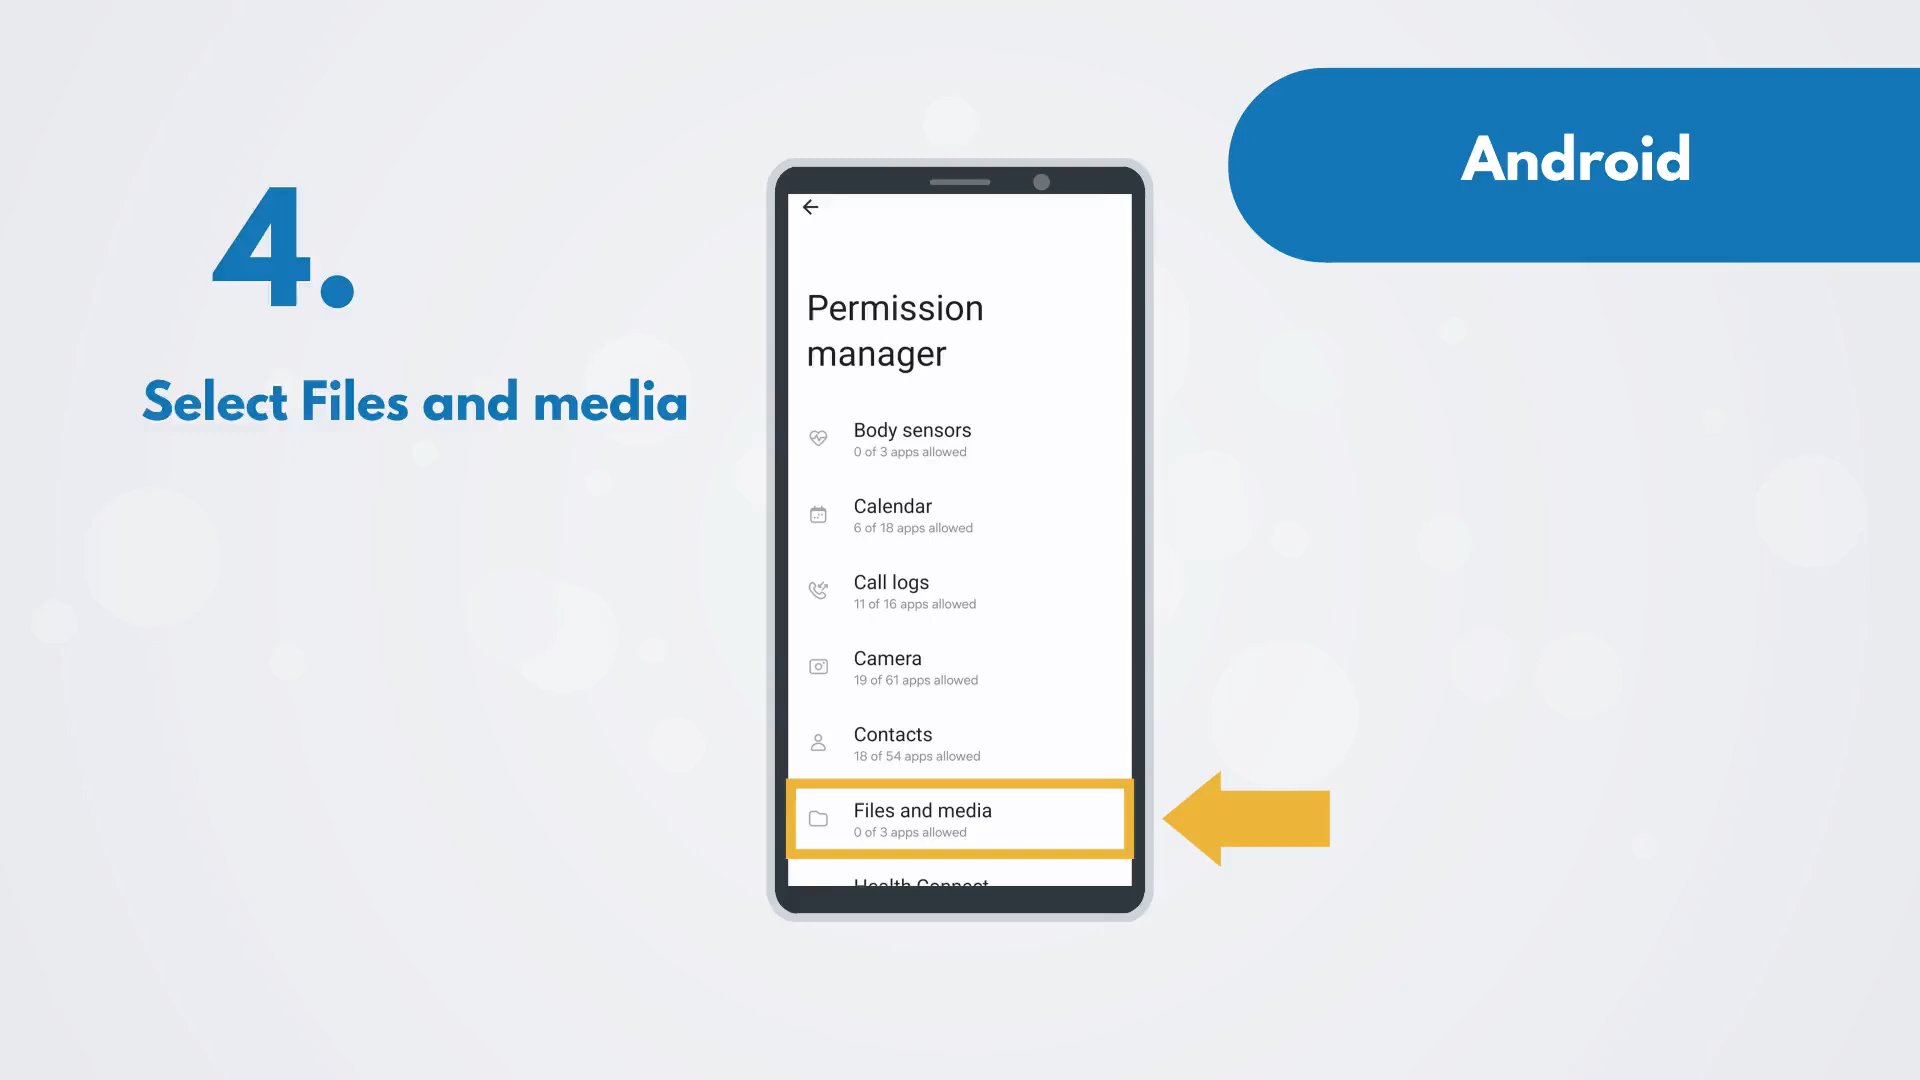 Android
4.
Select Files and media
Permission
manager
Body sensors
0 of 3 apps allowed
Calendar
6 of 18 apps allowed
Call logs
11 of 16 apps allowed
Camera
19 of 61 apps allowed
Contacts
18 of 54 apps allowed
Files and media
0 of 3 apps allowed
Health Connect